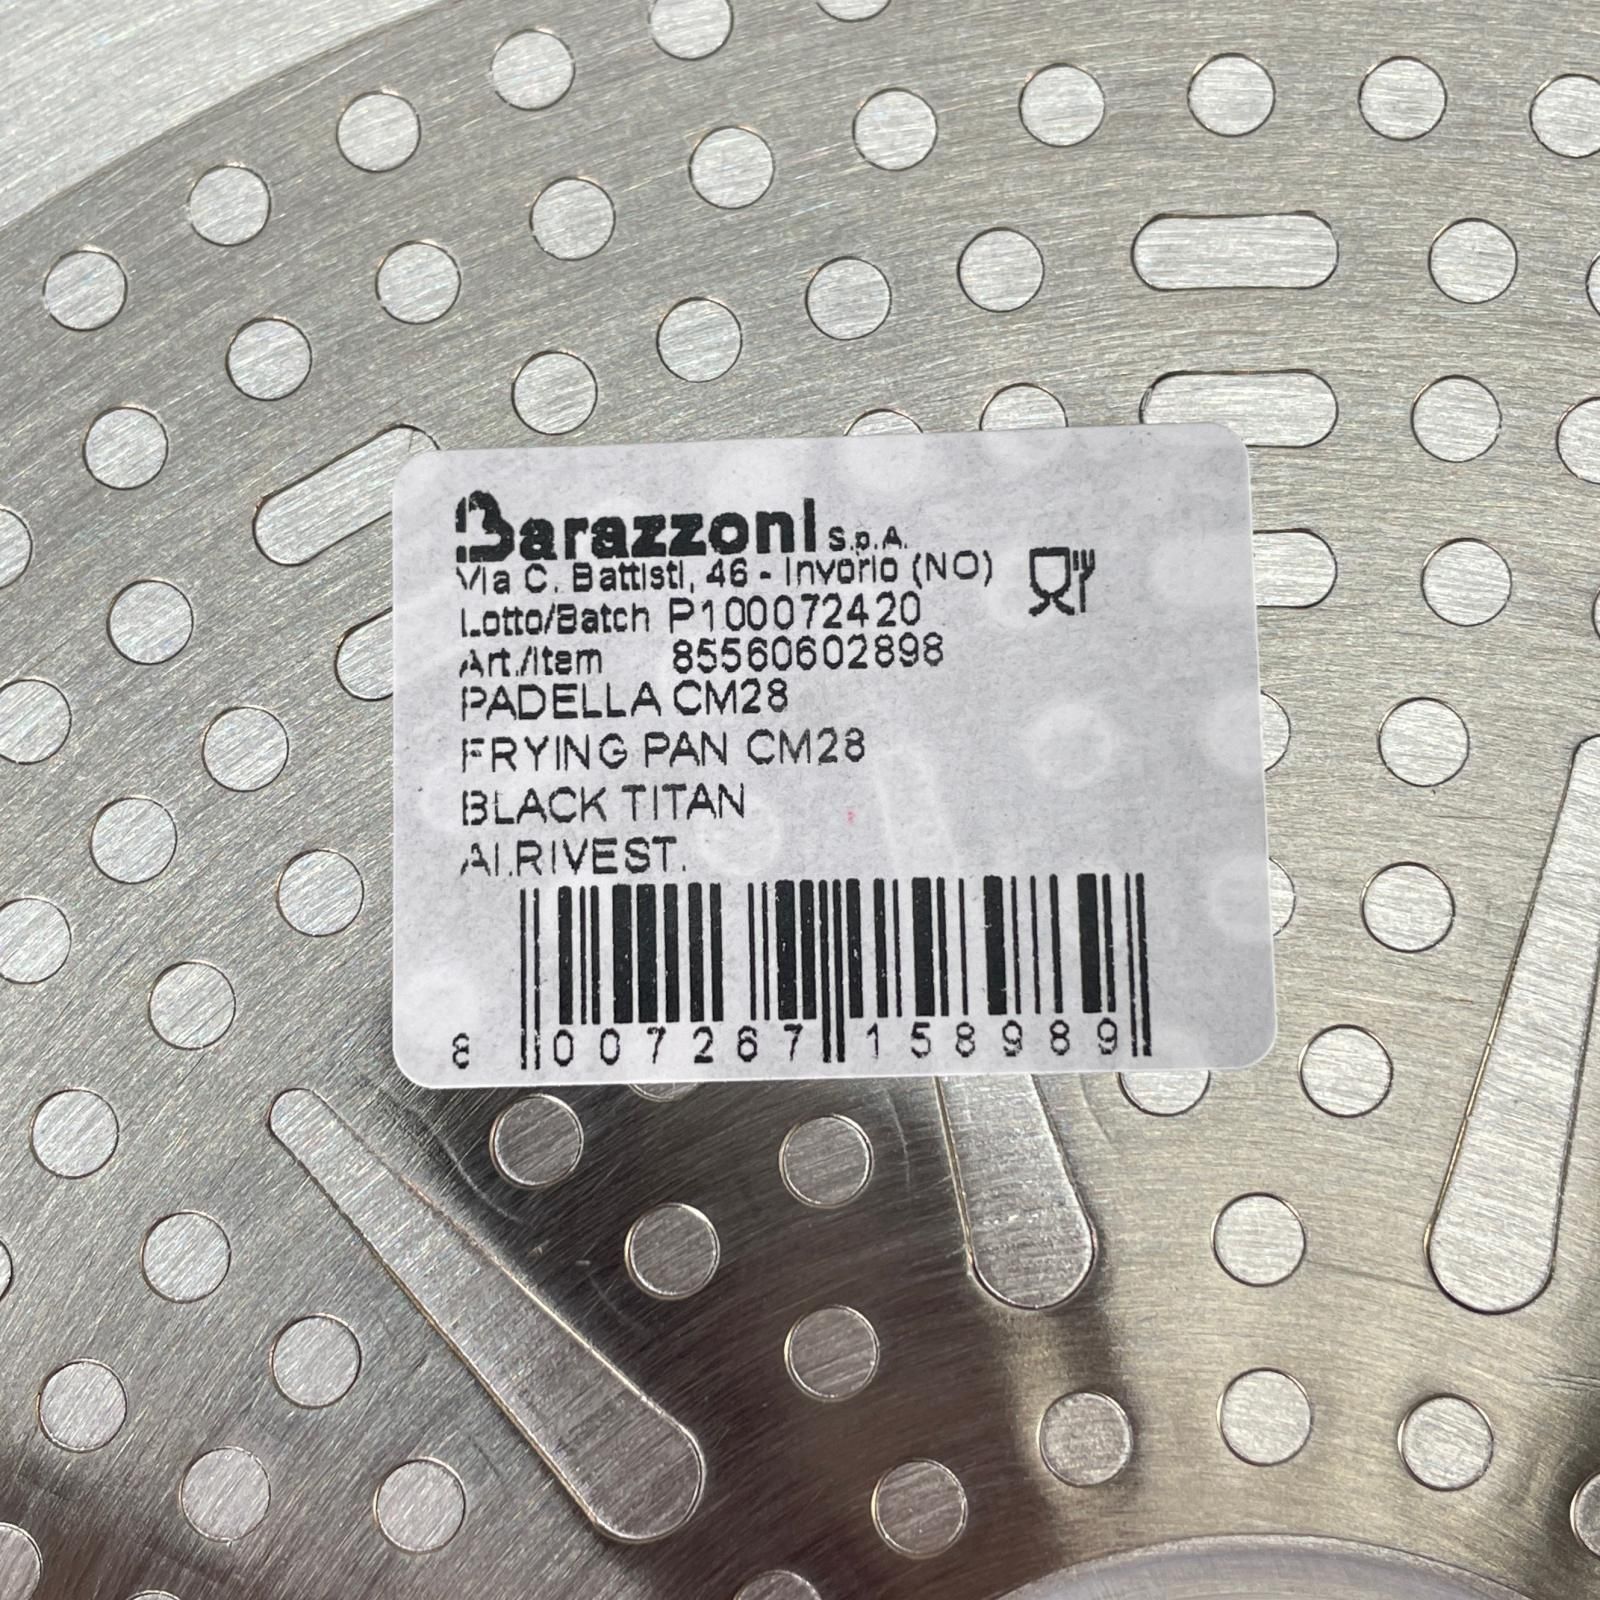 Barazzoni S.p.A.
Via C. Battisti, 46 - Invorio (NO)
Lotto/Batch P100072420
Art./Item 85560602898
PADELLA CM28
FRYING PAN CM28
BLACK TITAN
Al.RIVEST.
8 007267 158989